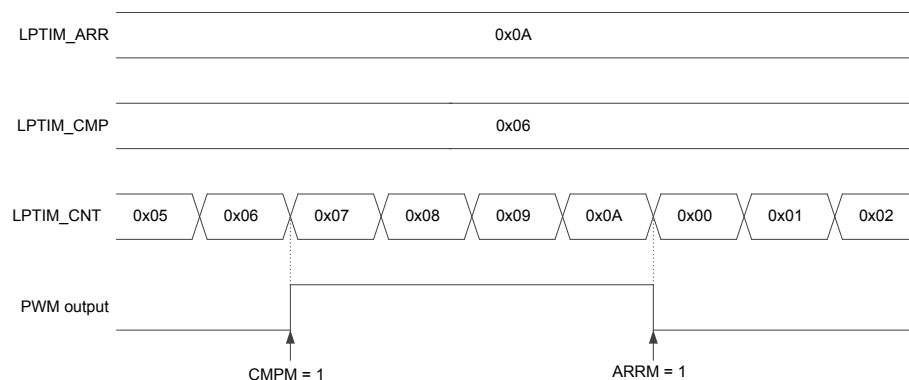 LPTIM_ARR 0x0A
LPTIM_CMP 0x06
LPTIM_CNT 0x05 0x06 0x07 0x08 0x09 0x0A 0x00 0x01 0x02
PWM output
CMPM = 1 ARRM = 1